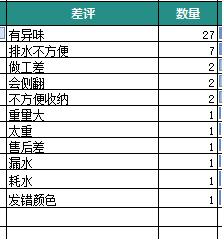 差评 数量
有异味 27
排水不方便 7
做工差 2
会侧翻 2
不方便收纳 2
重量大 1
太重 1
售后差 1
漏水 1
耗水 1
发错颜色 1